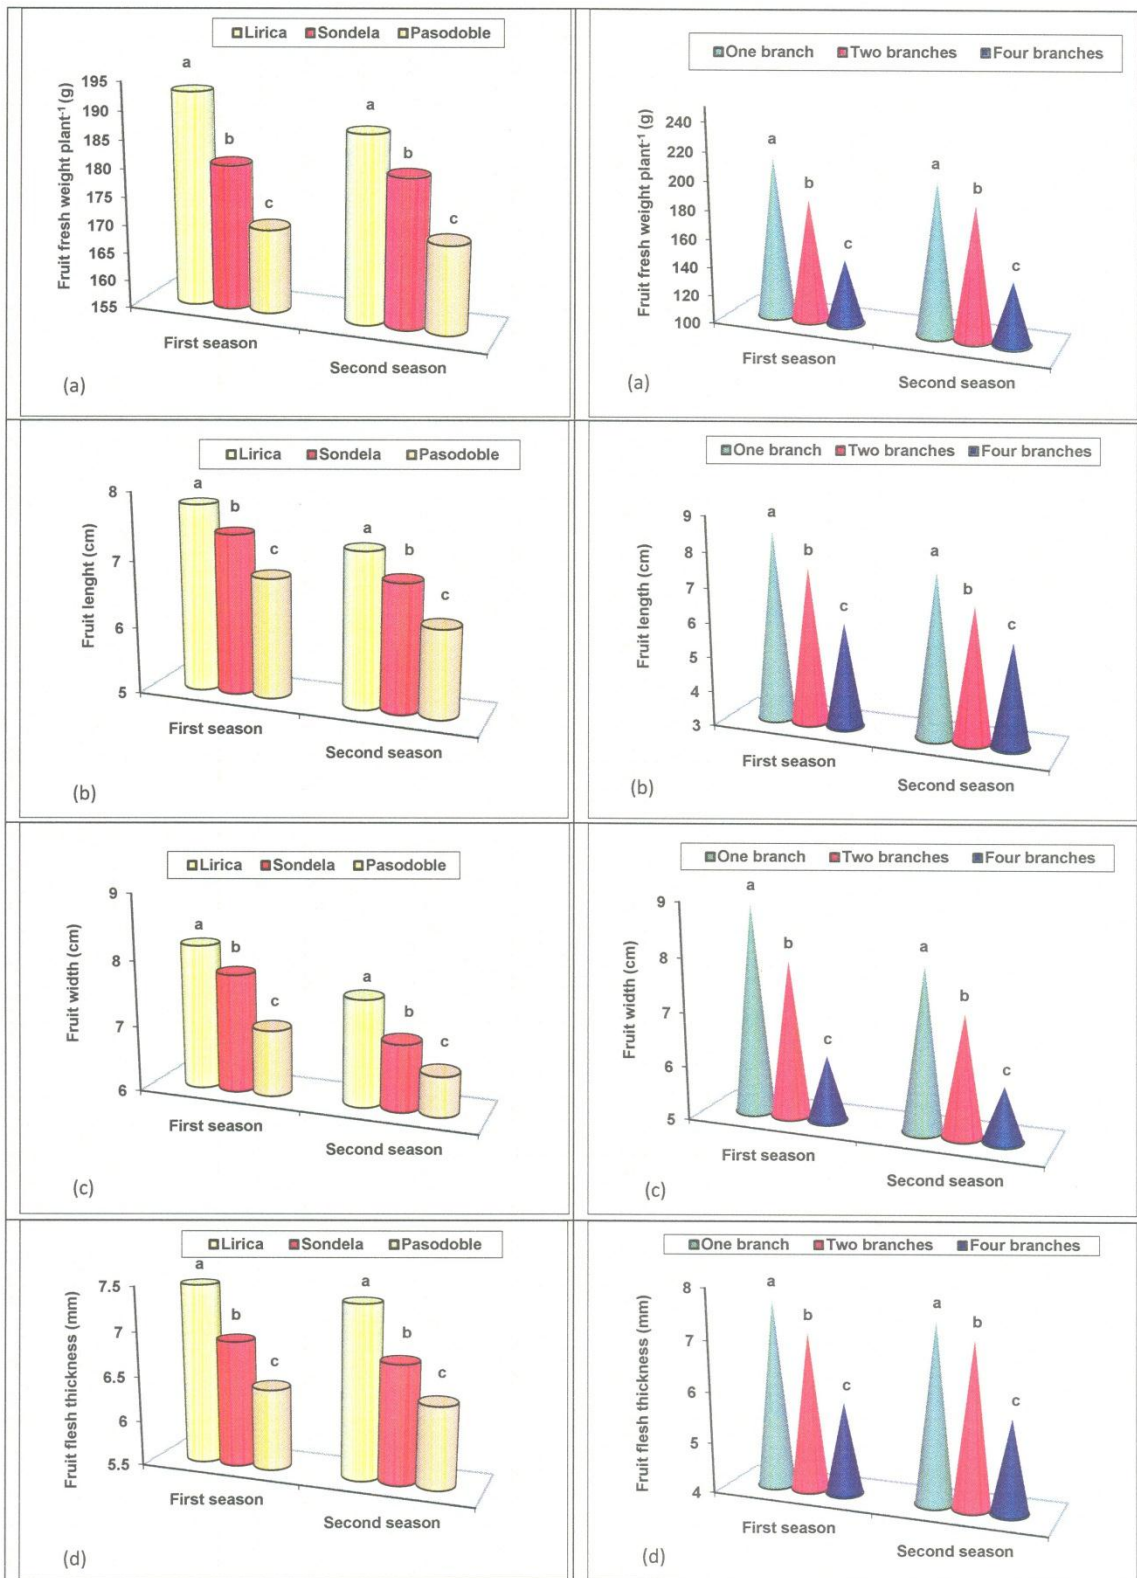 Lirica Sondela Pasodoble
Fruit fresh weight plant⁻¹ (g)
195
190
185
180
175
170
165
160
155
a
b
c
a
b
c
First season
Second season
(a)
One branch Two branches Four branches
Fruit fresh weight plant⁻¹ (g)
240
220
200
180
160
140
120
100
a
b
c
a
b
c
First season
Second season
(a)
Lirica Sondela Pasodoble
Fruit lenght (cm)
8
7
6
5
a
b
c
a
b
c
First season
Second season
(b)
One branch Two branches Four branches
Fruit length (cm)
9
8
7
6
5
4
3
a
b
c
a
b
c
First season
Second season
(b)
Lirica Sondela Pasodoble
Fruit width (cm)
9
8
7
6
a
b
c
a
b
c
First season
Second season
(c)
One branch Two branches Four branches
Fruit width (cm)
9
8
7
6
5
a
b
c
a
b
c
First season
Second season
(c)
Lirica Sondela Pasodoble
Fruit flesh thickness (mm)
7.5
7
6.5
6
5.5
a
b
c
a
b
c
First season
Second season
(d)
One branch Two branches Four branches
Fruit flesh thickness (mm)
8
7
6
5
4
a
b
c
a
b
c
First season
Second season
(d)